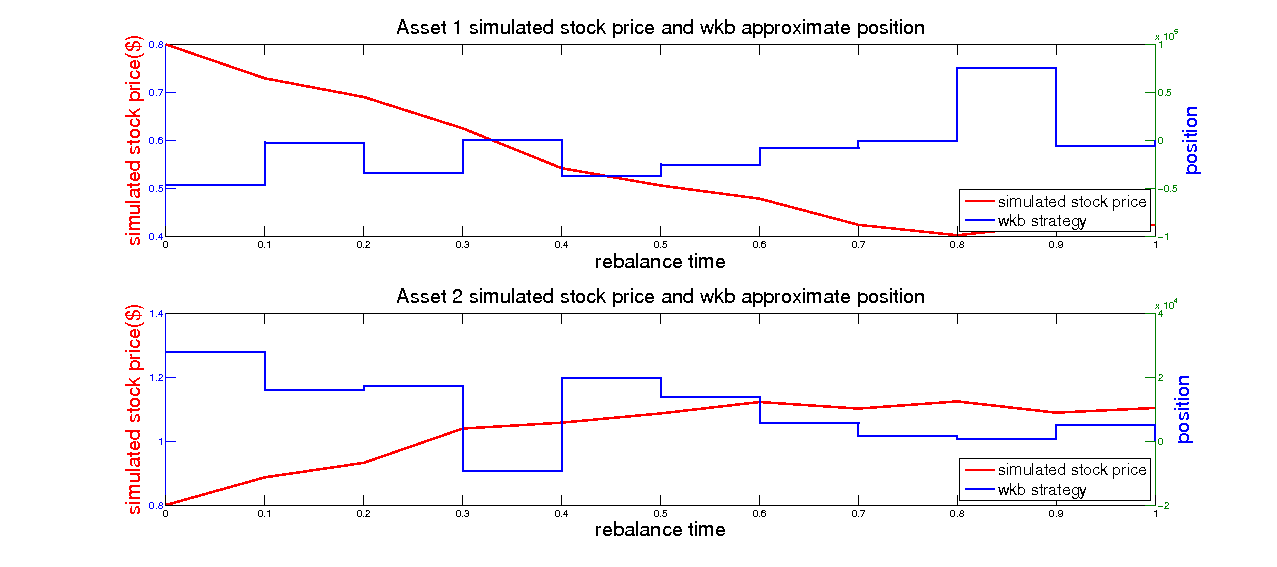 Asset 1 simulated stock price and wkb approximate position
x 10^5
simulated stock price($)
0.8
0.7
0.6
0.5
0.4
1
0.5
0
-0.5
-1
position
simulated stock price
wkb strategy
0 0.1 0.2 0.3 0.4 0.5 0.6 0.7 0.8 0.9 1
rebalance time
Asset 2 simulated stock price and wkb approximate position
x 10^4
simulated stock price($)
1.4
1.2
1
0.8
4
2
0
-2
position
simulated stock price
wkb strategy
0 0.1 0.2 0.3 0.4 0.5 0.6 0.7 0.8 0.9 1
rebalance time